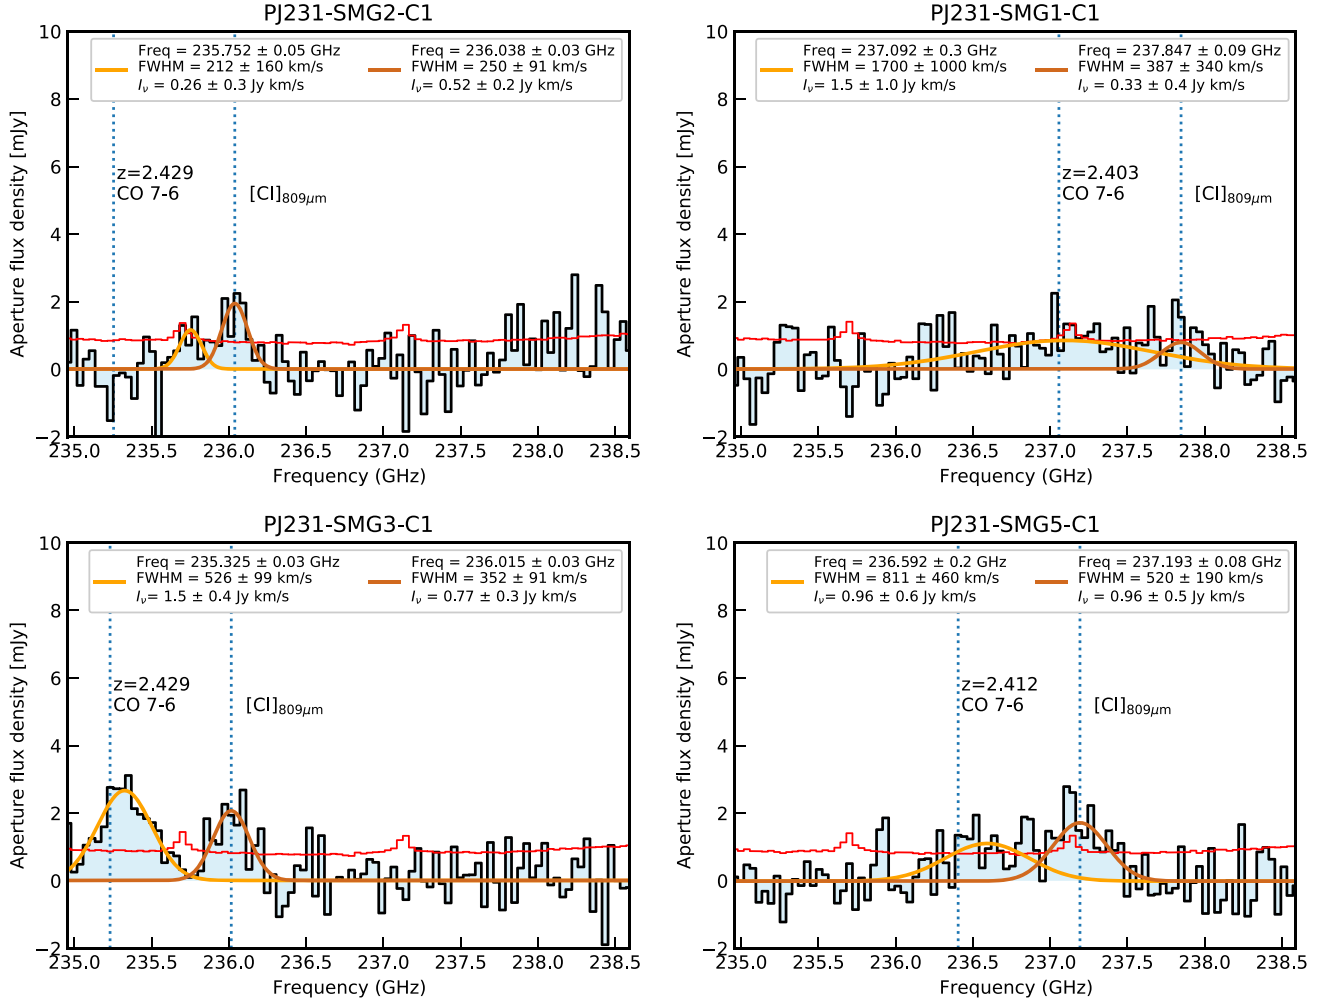 PJ231-SMG2-C1
Freq = 235.752 ± 0.05 GHz
FWHM = 212 ± 160 km/s
Iν = 0.26 ± 0.3 Jy km/s
Freq = 236.038 ± 0.03 GHz
FWHM = 250 ± 91 km/s
Iν = 0.52 ± 0.2 Jy km/s
z=2.429
CO 7-6
[CI]809μm
Aperture flux density [mJy]
10
8
6
4
2
0
−2
235.0 235.5 236.0 236.5 237.0 237.5 238.0 238.5
Frequency (GHz)
PJ231-SMG1-C1
Freq = 237.092 ± 0.3 GHz
FWHM = 1700 ± 1000 km/s
Iν= 1.5 ± 1.0 Jy km/s
Freq = 237.847 ± 0.09 GHz
FWHM = 387 ± 340 km/s
Iν = 0.33 ± 0.4 Jy km/s
z=2.403
CO 7-6
[CI]809μm
Aperture flux density [mJy]
10
8
6
4
2
0
−2
235.0 235.5 236.0 236.5 237.0 237.5 238.0 238.5
Frequency (GHz)
PJ231-SMG3-C1
Freq = 235.325 ± 0.03 GHz
FWHM = 526 ± 99 km/s
Iν = 1.5 ± 0.4 Jy km/s
Freq = 236.015 ± 0.03 GHz
FWHM = 352 ± 91 km/s
Iν = 0.77 ± 0.3 Jy km/s
z=2.429
CO 7-6
[CI]809μm
Aperture flux density [mJy]
10
8
6
4
2
0
−2
235.0 235.5 236.0 236.5 237.0 237.5 238.0 238.5
Frequency (GHz)
PJ231-SMG5-C1
Freq = 236.592 ± 0.2 GHz
FWHM = 811 ± 460 km/s
Iν= 0.96 ± 0.6 Jy km/s
Freq = 237.193 ± 0.08 GHz
FWHM = 520 ± 190 km/s
Iν = 0.96 ± 0.5 Jy km/s
z=2.412
CO 7-6
[CI]809μm
Aperture flux density [mJy]
10
8
6
4
2
0
−2
235.0 235.5 236.0 236.5 237.0 237.5 238.0 238.5
Frequency (GHz)